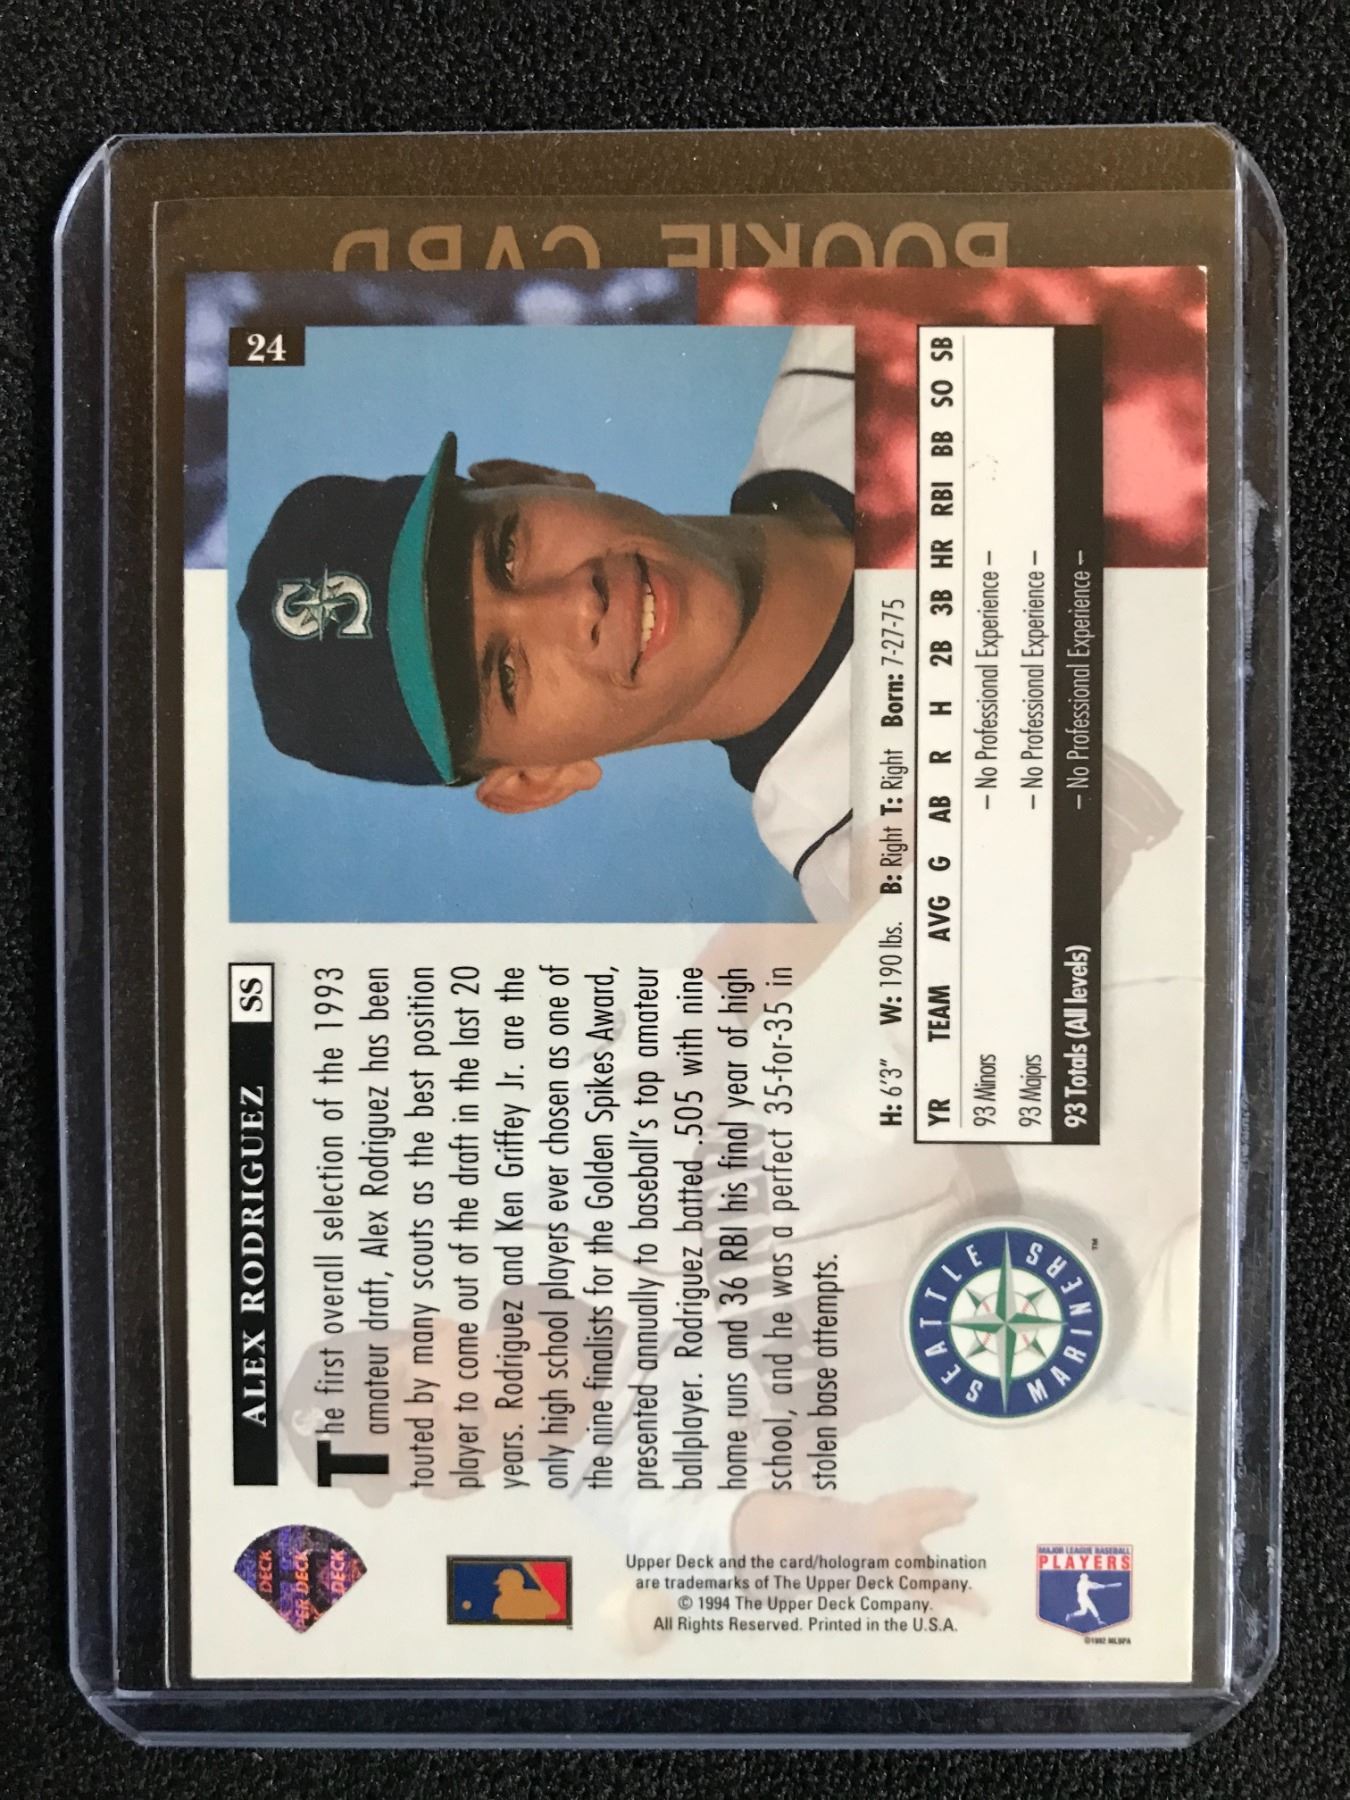 ROOKIE CARD
24
ALEX RODRIGUEZ SS
The first overall selection of the 1993
amateur draft, Alex Rodriguez has been
touted by many scouts as the best position
player to come out of the draft in the last 20
years. Rodriguez and Ken Griffey Jr. are the
only high school players ever chosen as one of
the nine finalists for the Golden Spikes Award,
presented annually to baseball's top amateur
ballplayer. Rodriguez batted .505 with nine
home runs and 36 RBI his final year of high
school, and he was a perfect 35-for-35 in
stolen base attempts.
H: 6'3" W: 190 lbs. B: Right T: Right Born: 7-27-75
YR TEAM AVG G AB R H 2B 3B HR RBI BB SO SB
93 Minors – No Professional Experience –
93 Majors – No Professional Experience –
93 Totals (All levels) – No Professional Experience –
SEATTLE
MARINERS
S
TM
DECK
PER DECK
DECK
Upper Deck and the card/hologram combination
are trademarks of The Upper Deck Company.
© 1994 The Upper Deck Company.
All Rights Reserved. Printed in the U.S.A.
MAJOR LEAGUE BASEBALL
PLAYERS
©1992 MLBPA